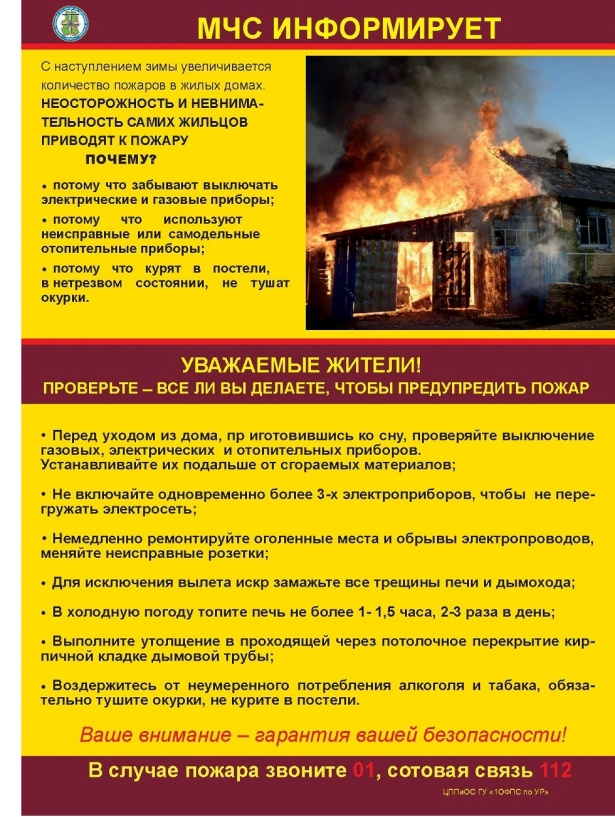 МЧС ИНФОРМИРУЕТ
С наступлением зимы увеличивается
количество пожаров в жилых домах.
НЕОСТОРОЖНОСТЬ И НЕВНИМА-
ТЕЛЬНОСТЬ САМИХ ЖИЛЬЦОВ
ПРИВОДЯТ К ПОЖАРУ
ПОЧЕМУ?
• потому что забывают выключать
электрические и газовые приборы;
• потому что используют
неисправные или самодельные
отопительные приборы;
• потому что курят в постели,
в нетрезвом состоянии, не тушат
окурки.
УВАЖАЕМЫЕ ЖИТЕЛИ!
ПРОВЕРЬТЕ – ВСЕ ЛИ ВЫ ДЕЛАЕТЕ, ЧТОБЫ ПРЕДУПРЕДИТЬ ПОЖАР
• Перед уходом из дома, пр иготовившись ко сну, проверяйте выключение
газовых, электрических и отопительных приборов.
Устанавливайте их подальше от сгораемых материалов;
• Не включайте одновременно более 3-х электроприборов, чтобы не пере-
гружать электросеть;
• Немедленно ремонтируйте оголенные места и обрывы электропроводов,
меняйте неисправные розетки;
• Для исключения вылета искр замажьте все трещины печи и дымохода;
• В холодную погоду топите печь не более 1- 1,5 часа, 2-3 раза в день;
• Выполните утолщение в проходящей через потолочное перекрытие кир-
пичной кладке дымовой трубы;
• Воздержитесь от неумеренного потребления алкоголя и табака, обяза-
тельно тушите окурки, не курите в постели.
Ваше внимание – гарантия вашей безопасности!
В случае пожара звоните 01, сотовая связь 112
ЦППиОС ГУ «1ОФПС по УР»